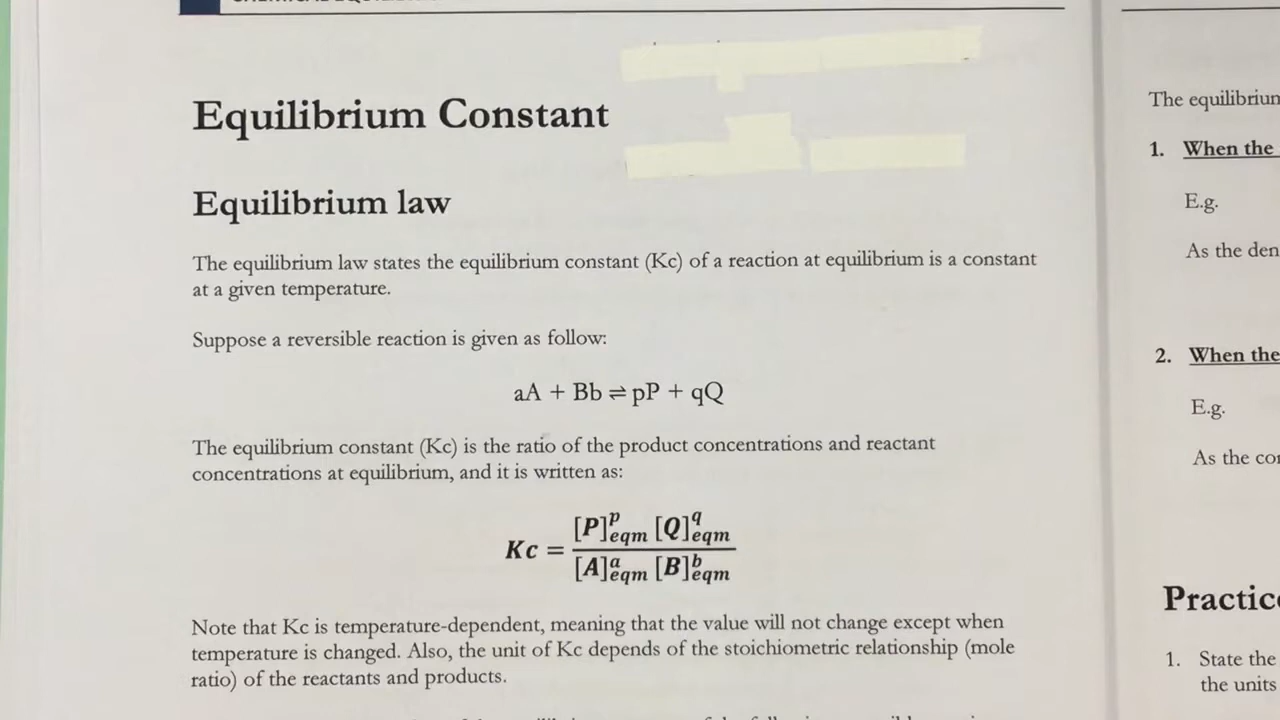 Equilibrium Constant
Equilibrium law
The equilibrium law states the equilibrium constant (Kc) of a reaction at equilibrium is a constant
at a given temperature.
Suppose a reversible reaction is given as follow:
aA + Bb ⇌ pP + qQ
The equilibrium constant (Kc) is the ratio of the product concentrations and reactant
concentrations at equilibrium, and it is written as:
Kc = [P]^p_eqm [Q]^q_eqm / [A]^a_eqm [B]^b_eqm
Note that Kc is temperature-dependent, meaning that the value will not change except when
temperature is changed. Also, the unit of Kc depends of the stoichiometric relationship (mole
ratio) of the reactants and products.
The equilibriun
1. When the
E.g.
As the den
2. When the
E.g.
As the co
Practic
1. State the
the units